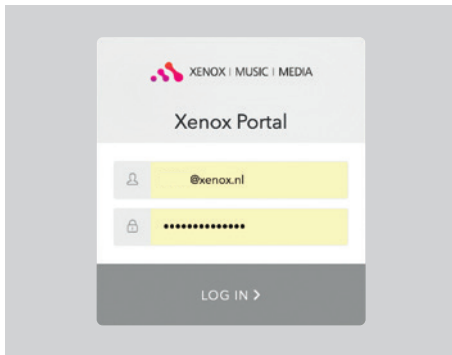 XENOX | MUSIC | MEDIA
Xenox Portal
@xenox.nl
••••••••••••••
LOG IN >